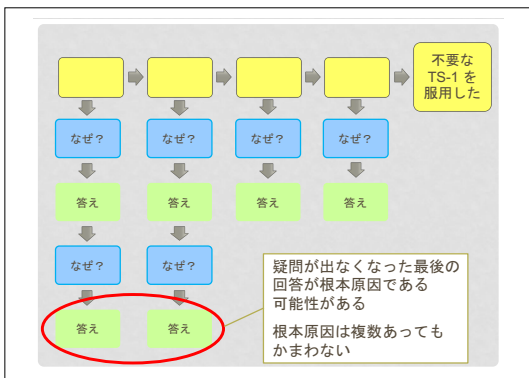 不要な
TS-1 を
服用した
なぜ？
なぜ？
なぜ？
なぜ？
答え
答え
答え
答え
なぜ？
なぜ？
答え
答え
疑問が出なくなった最後の
回答が根本原因である
可能性がある
根本原因は複数あっても
かまわない